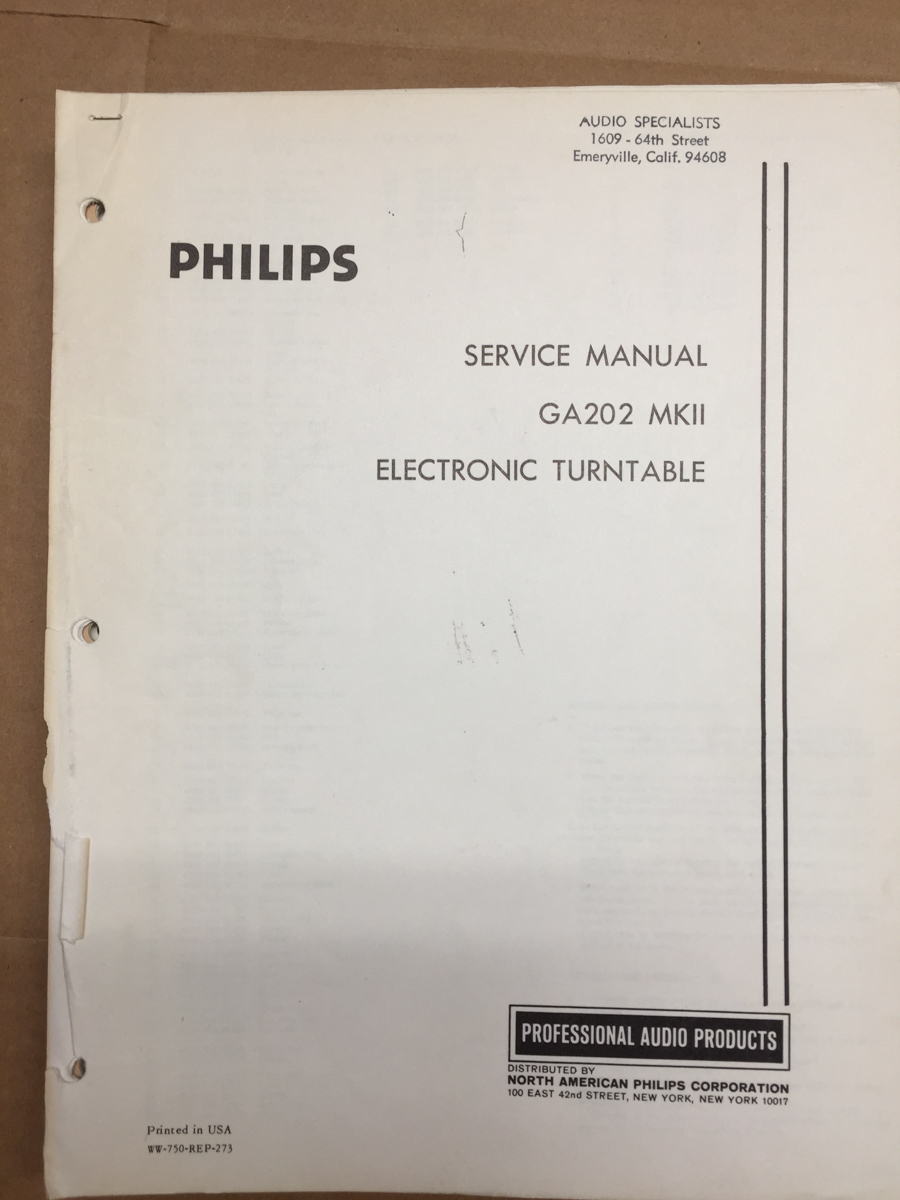 AUDIO SPECIALISTS
1609 - 64th Street
Emeryville, Calif. 94608
PHILIPS
SERVICE MANUAL
GA202 MKII
ELECTRONIC TURNTABLE
PROFESSIONAL AUDIO PRODUCTS
DISTRIBUTED BY
NORTH AMERICAN PHILIPS CORPORATION
100 EAST 42nd STREET, NEW YORK, NEW YORK 10017
Printed in USA
WW-750-REP-273